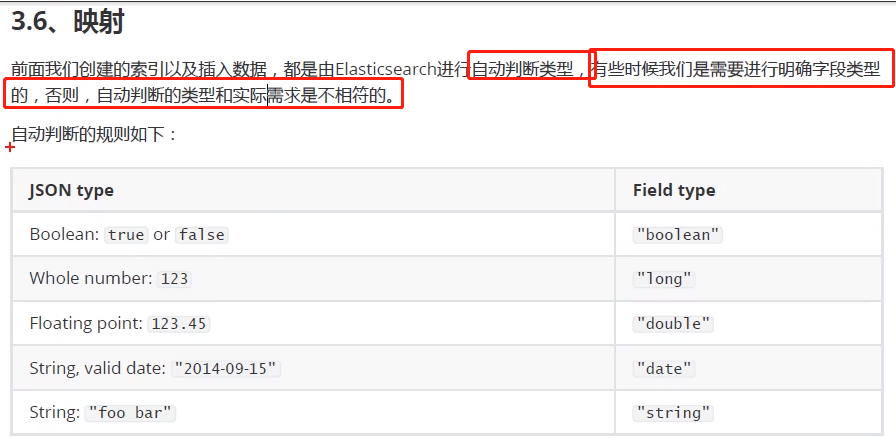 3.6、映射
前面我们创建的索引以及插入数据，都是由Elasticsearch进行自动判断类型，有些时候我们是需要进行明确字段类型
的，否则，自动判断的类型和实际需求是不相符的。
自动判断的规则如下：
JSON type Field type
Boolean: true or false "boolean"
Whole number: 123 "long"
Floating point: 123.45 "double"
String, valid date: "2014-09-15" "date"
String: "foo bar" "string"